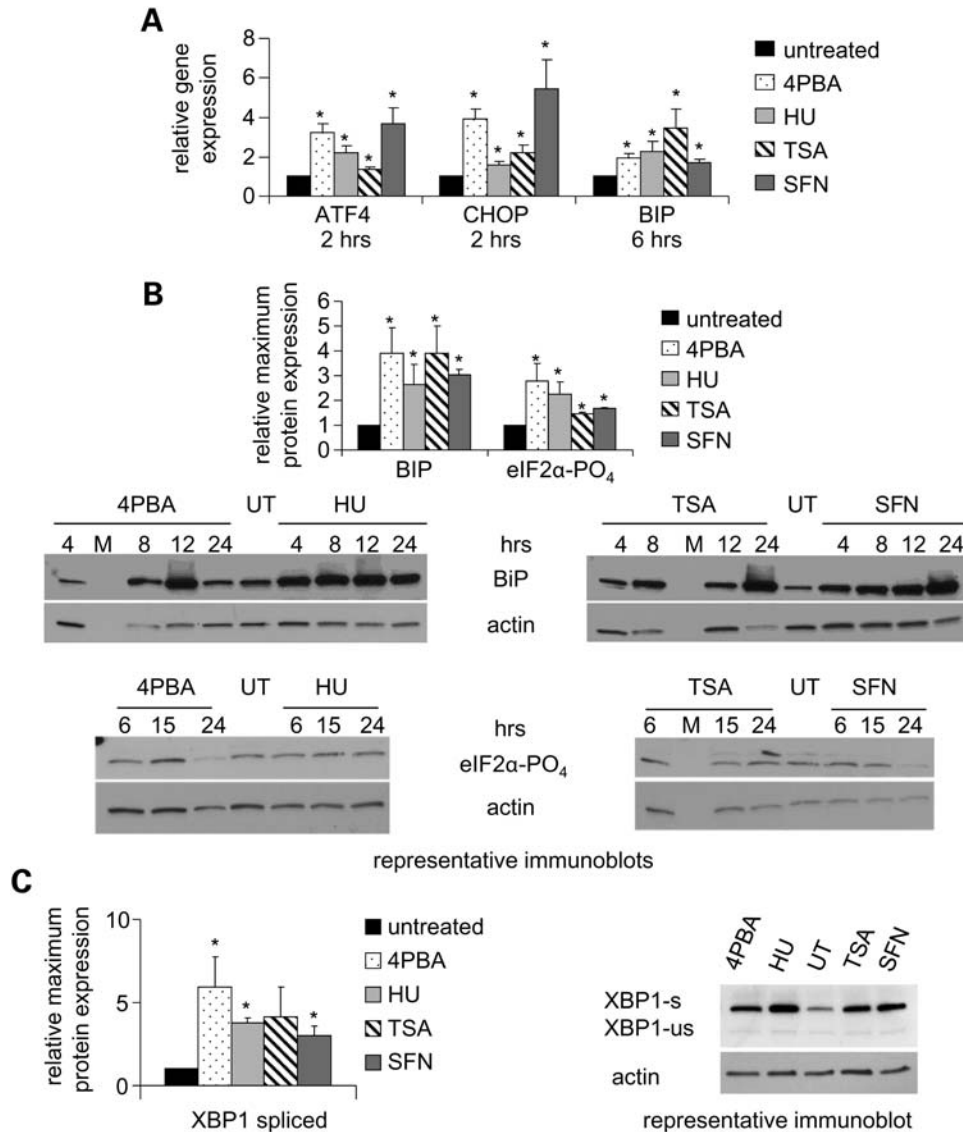 A
relative gene
expression
8
6
4
2
0
* * * *
* * * *
* * * *
ATF4 CHOP BIP
2 hrs 2 hrs 6 hrs
untreated
4PBA
HU
TSA
SFN
B
relative maximum
protein expression
6
5
4
3
2
1
0
* * * *
* * * *
BIP eIF2α-PO4
untreated
4PBA
HU
TSA
SFN
4PBA UT HU
4 M 8 12 24 4 8 12 24
hrs
BiP
actin
TSA UT SFN
4 8 M 12 24 4 8 12 24
4PBA UT HU
6 15 24 6 15 24
hrs
eIF2α-PO4
actin
TSA UT SFN
6 M 15 24 6 15 24
representative immunoblots
C
relative maximum
protein expression
10
5
0
* * *
XBP1 spliced
untreated
4PBA
HU
TSA
SFN
4PBA HU UT TSA SFN
XBP1-s
XBP1-us
actin
representative immunoblot